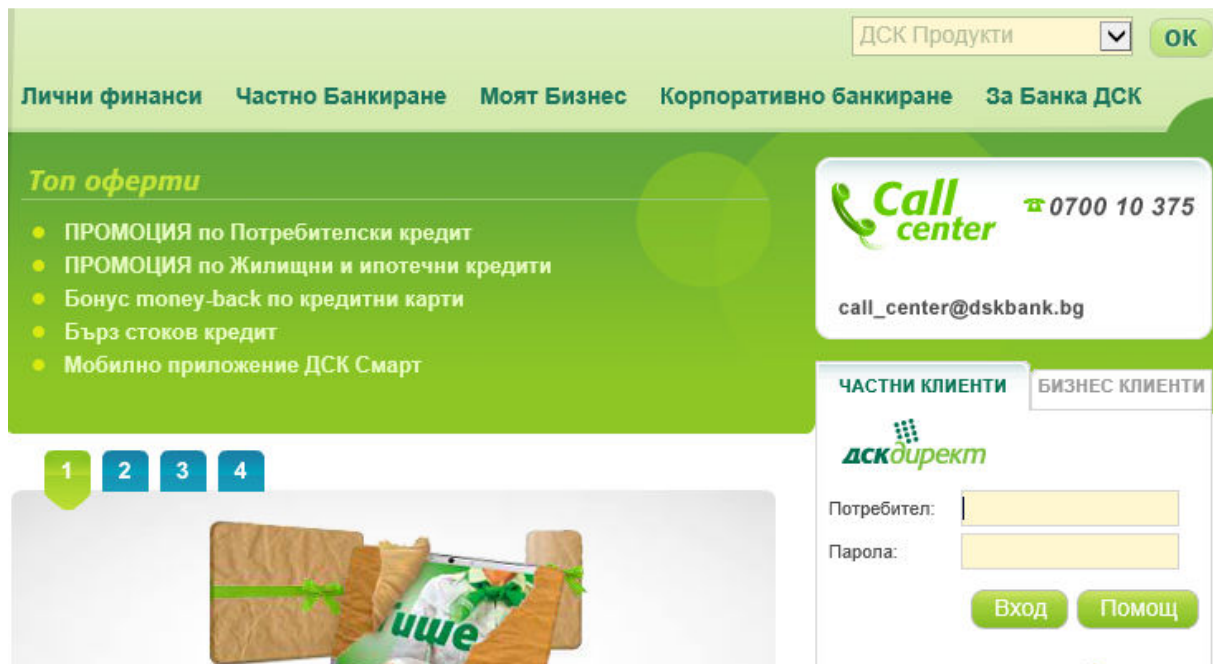 ДСК Продукти
ОК
Лични финанси Частно Банкиране Моят Бизнес Корпоративно банкиране За Банка ДСК
Топ оферти
ПРОМОЦИЯ по Потребителски кредит
ПРОМОЦИЯ по Жилищни и ипотечни кредити
Бонус money-back по кредитни карти
Бърз стоков кредит
Мобилно приложение ДСК Смарт
Call center
0700 10 375
call_center@dskbank.bg
ЧАСТНИ КЛИЕНТИ БИЗНЕС КЛИЕНТИ
дскдирект
Потребител:
Парола:
Вход Помощ
1 2 3 4